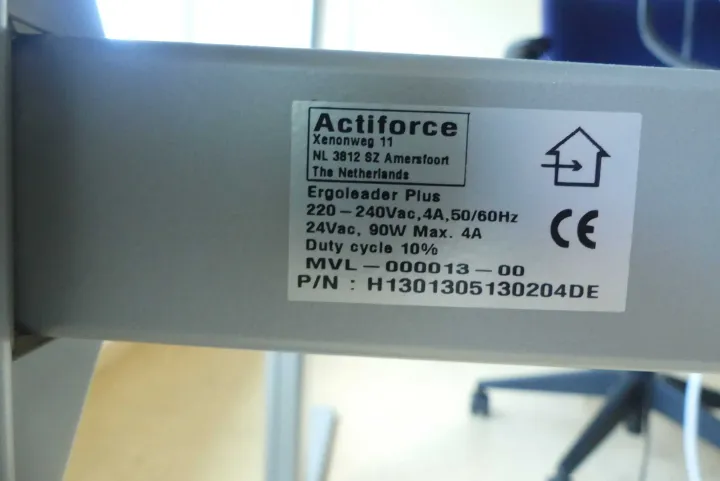 Actiforce
Xenonweg 11
NL 3812 SZ Amersfoort
The Netherlands
Ergoleader Plus
220-240Vac,4A,50/60Hz
24Vac, 90W Max. 4A
Duty cycle 10%
MVL-000013-00
P/N : H1301305130204DE
CE